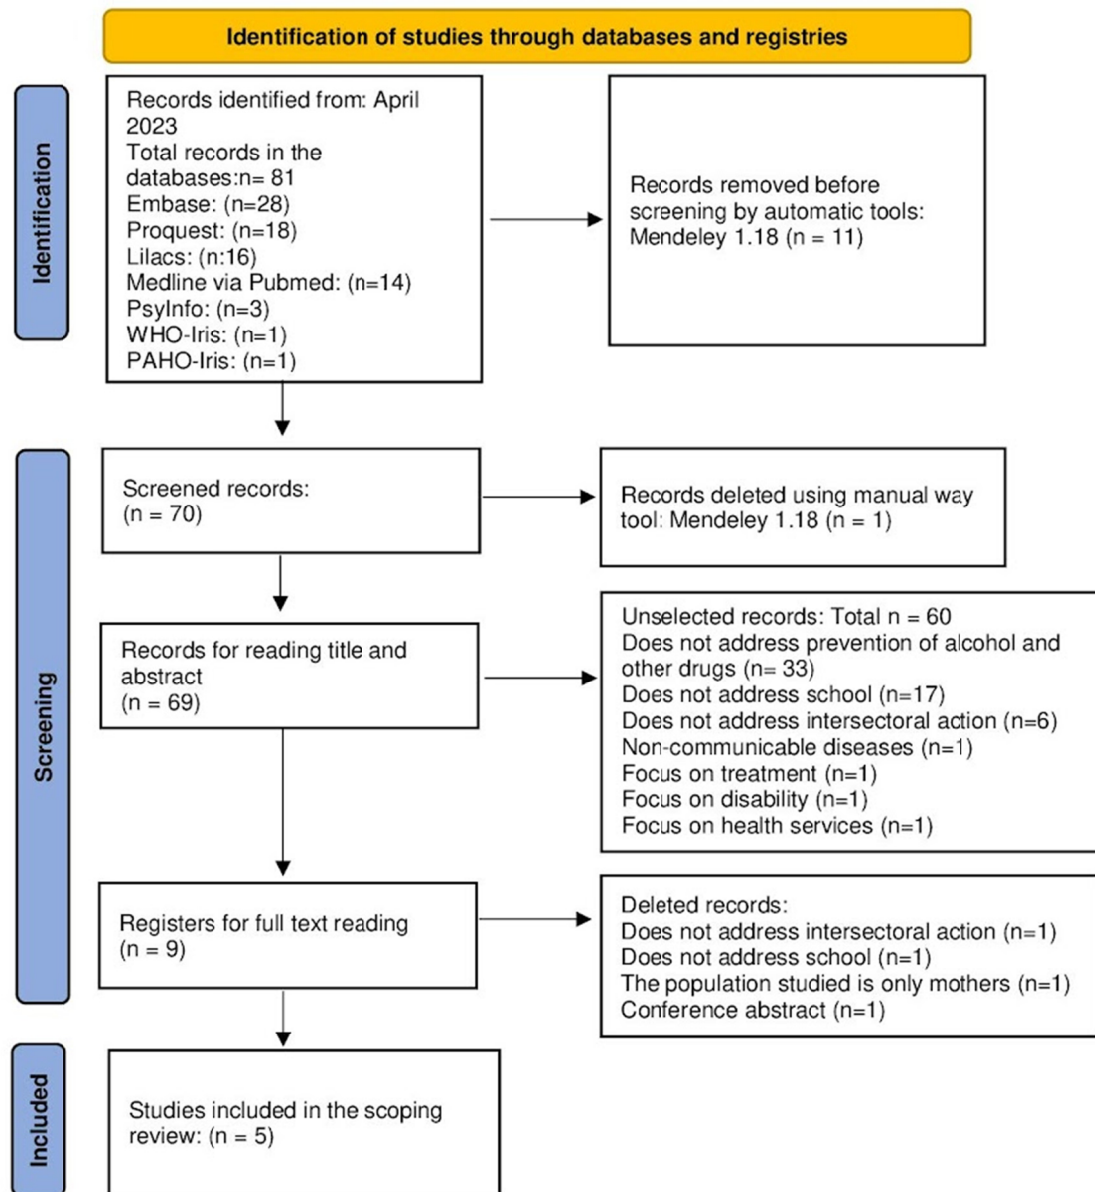 Identification of studies through databases and registries
Identification
Records identified from: April
2023
Total records in the
databases:n= 81
Embase: (n=28)
Proquest: (n=18)
Lilacs: (n:16)
Medline via Pubmed: (n=14)
PsyInfo: (n=3)
WHO-Iris: (n=1)
PAHO-Iris: (n=1)
Records removed before
screening by automatic tools:
Mendeley 1.18 (n = 11)
Screening
Screened records:
(n = 70)
Records deleted using manual way
tool: Mendeley 1.18 (n = 1)
Records for reading title and
abstract
(n = 69)
Unselected records: Total n = 60
Does not address prevention of alcohol and
other drugs (n= 33)
Does not address school (n=17)
Does not address intersectoral action (n=6)
Non-communicable diseases (n=1)
Focus on treatment (n=1)
Focus on disability (n=1)
Focus on health services (n=1)
Registers for full text reading
(n = 9)
Deleted records:
Does not address intersectoral action (n=1)
Does not address school (n=1)
The population studied is only mothers (n=1)
Conference abstract (n=1)
Included
Studies included in the scoping
review: (n = 5)